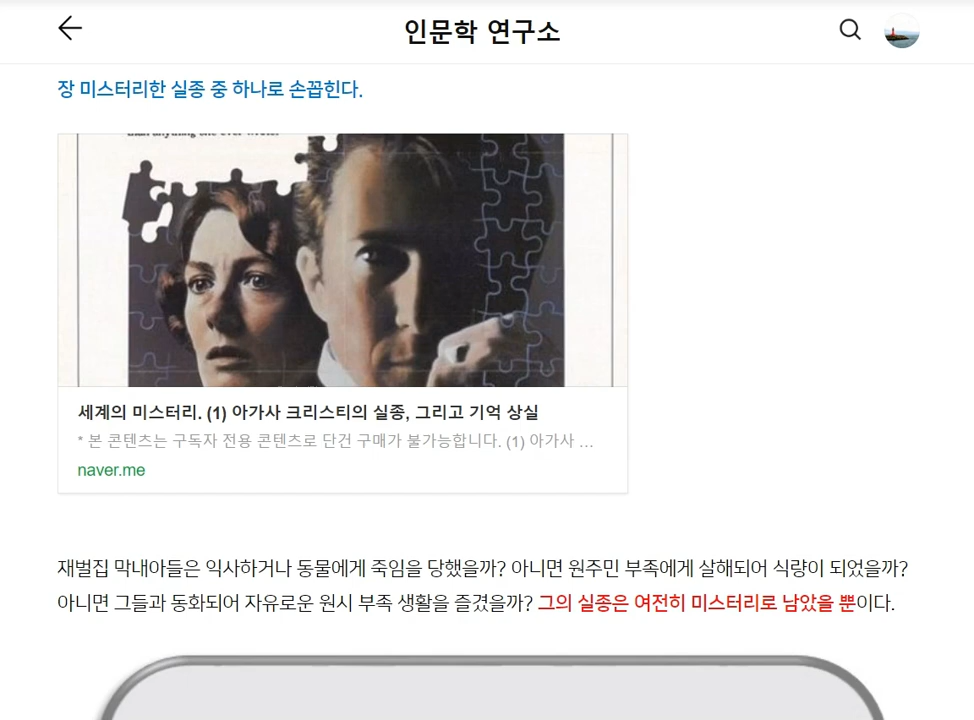 인문학 연구소
장 미스터리한 실종 중 하나로 손꼽힌다.
than anything she ever wrote.
세계의 미스터리. (1) 아가사 크리스티의 실종, 그리고 기억 상실
* 본 콘텐츠는 구독자 전용 콘텐츠로 단건 구매가 불가능합니다. (1) 아가사 ...
naver.me
재벌집 막내아들은 익사하거나 동물에게 죽임을 당했을까? 아니면 원주민 부족에게 살해되어 식량이 되었을까?
아니면 그들과 동화되어 자유로운 원시 부족 생활을 즐겼을까? 그의 실종은 여전히 미스터리로 남았을 뿐이다.